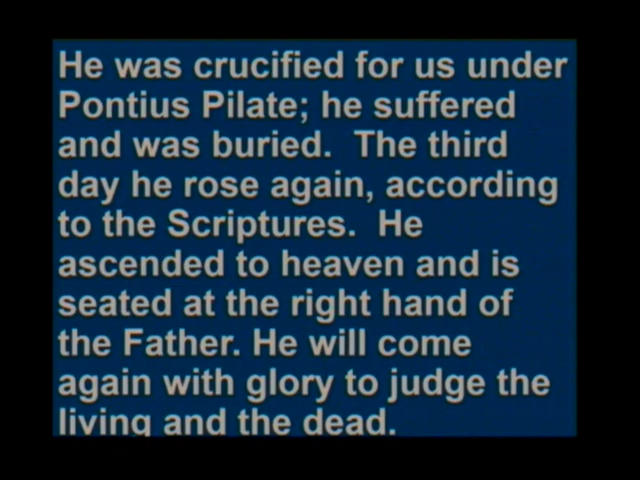 He was crucified for us under
Pontius Pilate; he suffered
and was buried.  The third
day he rose again, according
to the Scriptures.  He
ascended to heaven and is
seated at the right hand of
the Father. He will come
again with glory to judge the
living and the dead.